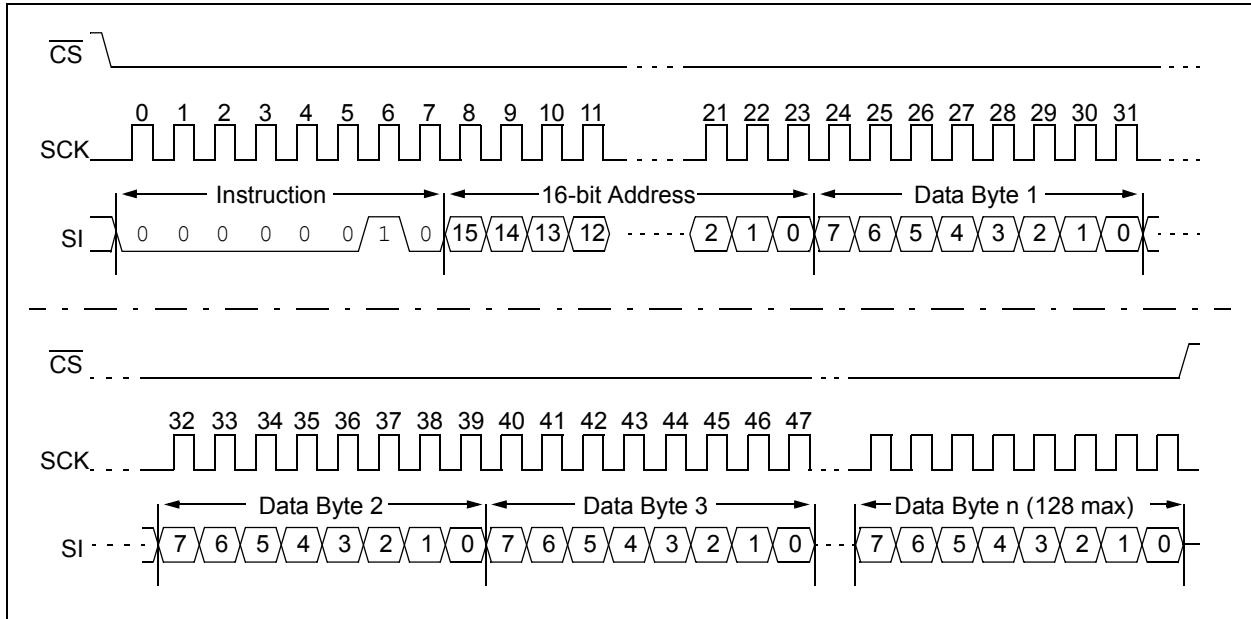 CS
0 1 2 3 4 5 6 7 8 9 10 11 21 22 23 24 25 26 27 28 29 30 31
SCK
Instruction 16-bit Address Data Byte 1
SI 0 0 0 0 0 0 1 0 15 14 13 12 2 1 0 7 6 5 4 3 2 1 0
CS
32 33 34 35 36 37 38 39 40 41 42 43 44 45 46 47
SCK
Data Byte 2 Data Byte 3 Data Byte n (128 max)
SI 7 6 5 4 3 2 1 0 7 6 5 4 3 2 1 0 7 6 5 4 3 2 1 0